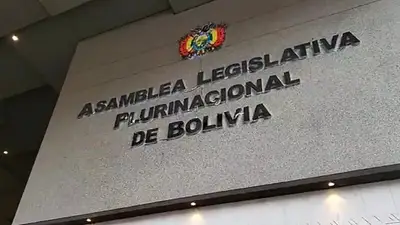 ASAMBLEA LEGISLATIVA
PLURINACIONAL
DE BOLIVIA